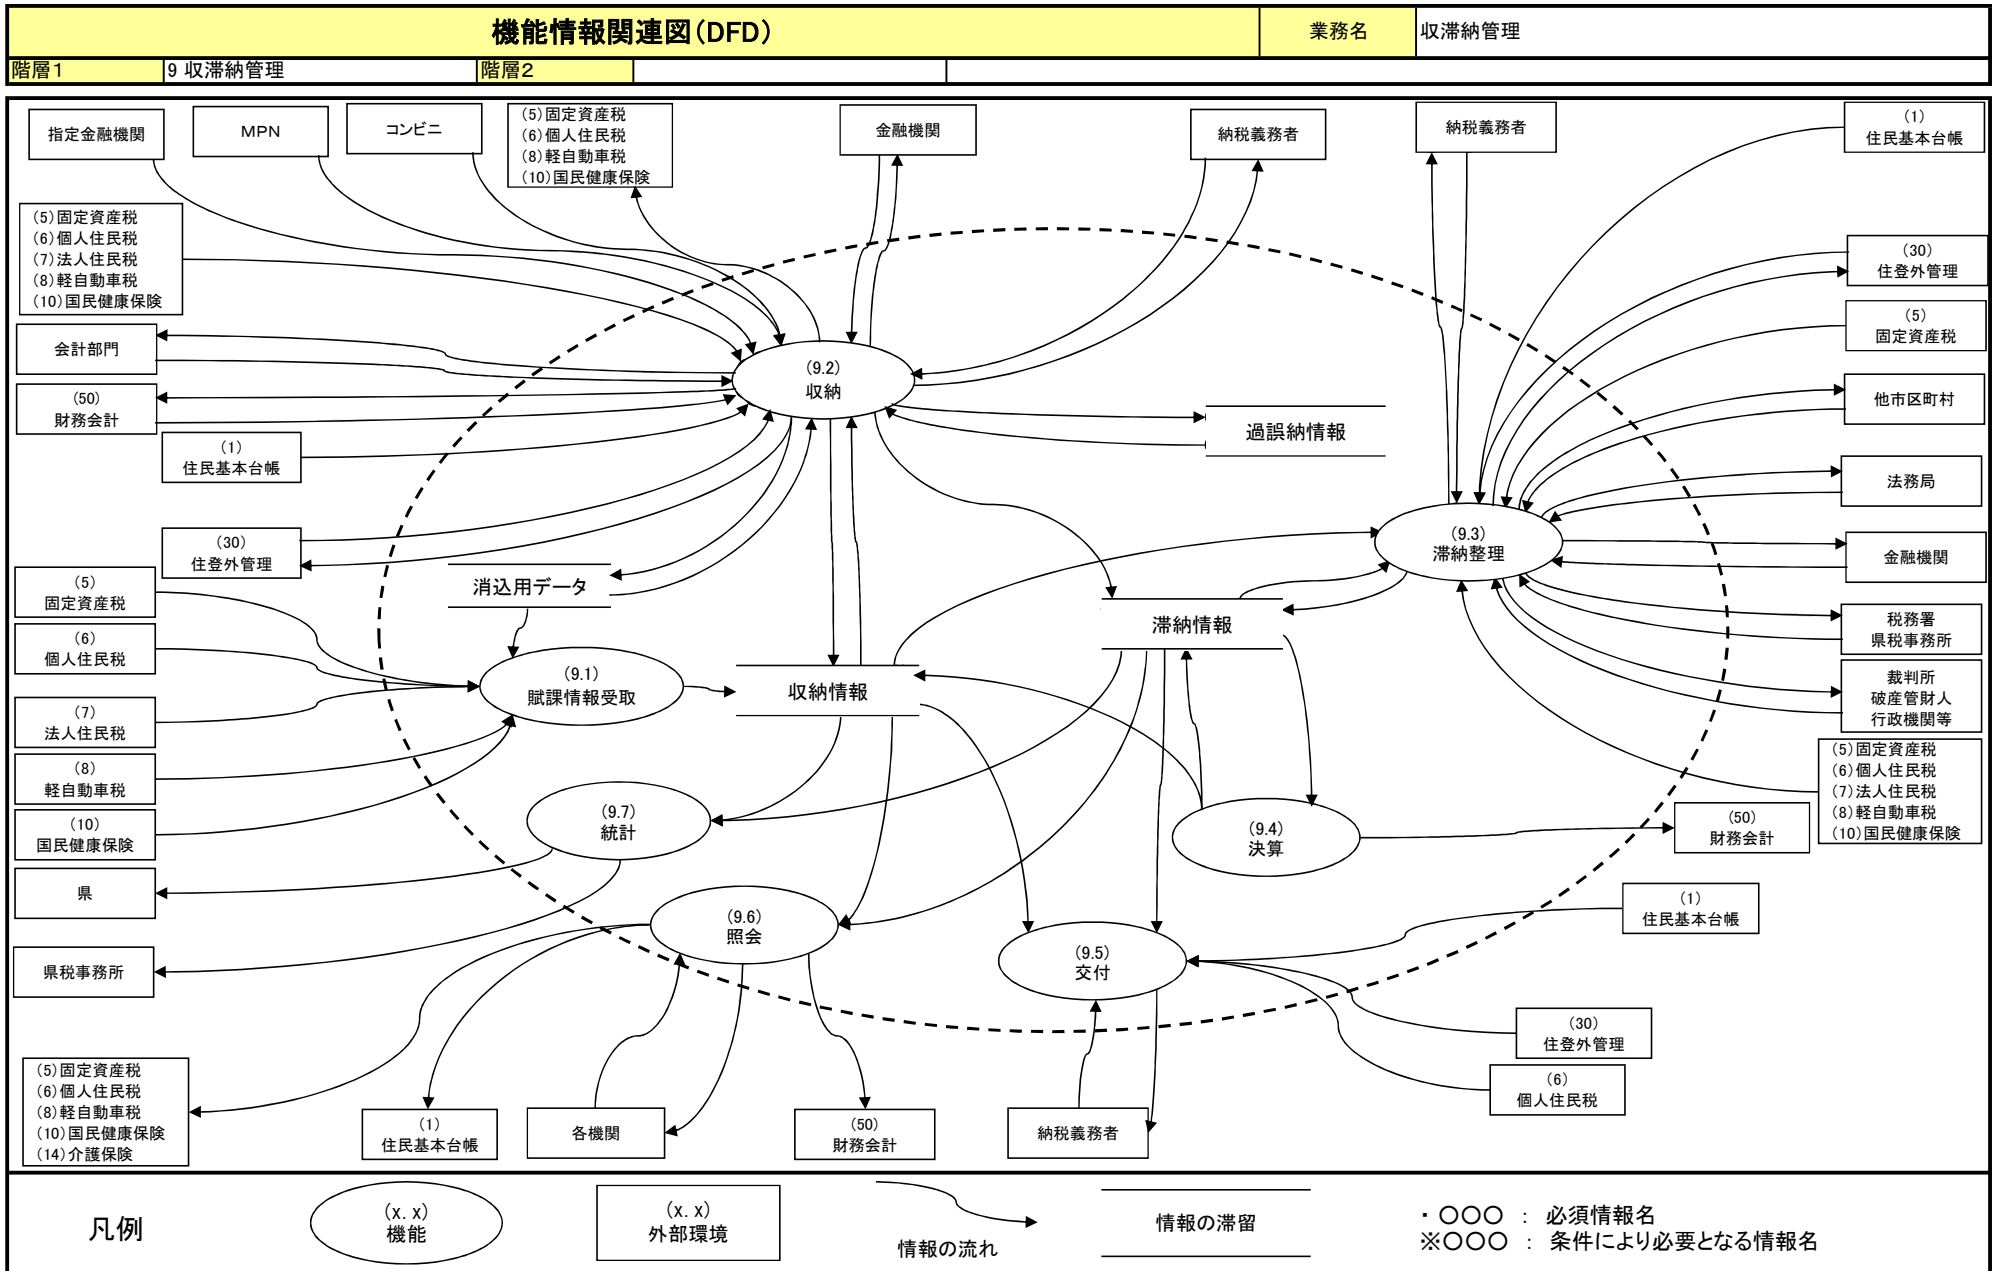 機能情報関連図(DFD)
業務名
収滞納管理
階層1
9 収滞納管理
階層2
指定金融機関
MPN
コンビニ
(5)固定資産税
(6)個人住民税
(8)軽自動車税
(10)国民健康保険
金融機関
納税義務者
納税義務者
(1)
住民基本台帳
(5)固定資産税
(6)個人住民税
(7)法人住民税
(8)軽自動車税
(10)国民健康保険
(30)
住登外管理
(5)
固定資産税
会計部門
(9.2)
収納
(50)
財務会計
他市区町村
過誤納情報
(1)
住民基本台帳
法務局
(30)
住登外管理
(9.3)
滞納整理
金融機関
(5)
固定資産税
消込用データ
滞納情報
税務署
県税事務所
(6)
個人住民税
(9.1)
賦課情報受取
収納情報
裁判所
破産管財人
行政機関等
(7)
法人住民税
(5)固定資産税
(6)個人住民税
(7)法人住民税
(8)軽自動車税
(10)国民健康保険
(8)
軽自動車税
(9.7)
統計
(9.4)
決算
(50)
財務会計
(10)
国民健康保険
県
(9.6)
照会
(1)
住民基本台帳
県税事務所
(9.5)
交付
(30)
住登外管理
(5)固定資産税
(6)個人住民税
(8)軽自動車税
(10)国民健康保険
(14)介護保険
(6)
個人住民税
(1)
住民基本台帳
各機関
(50)
財務会計
納税義務者
凡例
(x. x)
機能
(x. x)
外部環境
情報の流れ
情報の滞留
・ 〇〇〇 : 必須情報名
※〇〇〇 : 条件により必要となる情報名